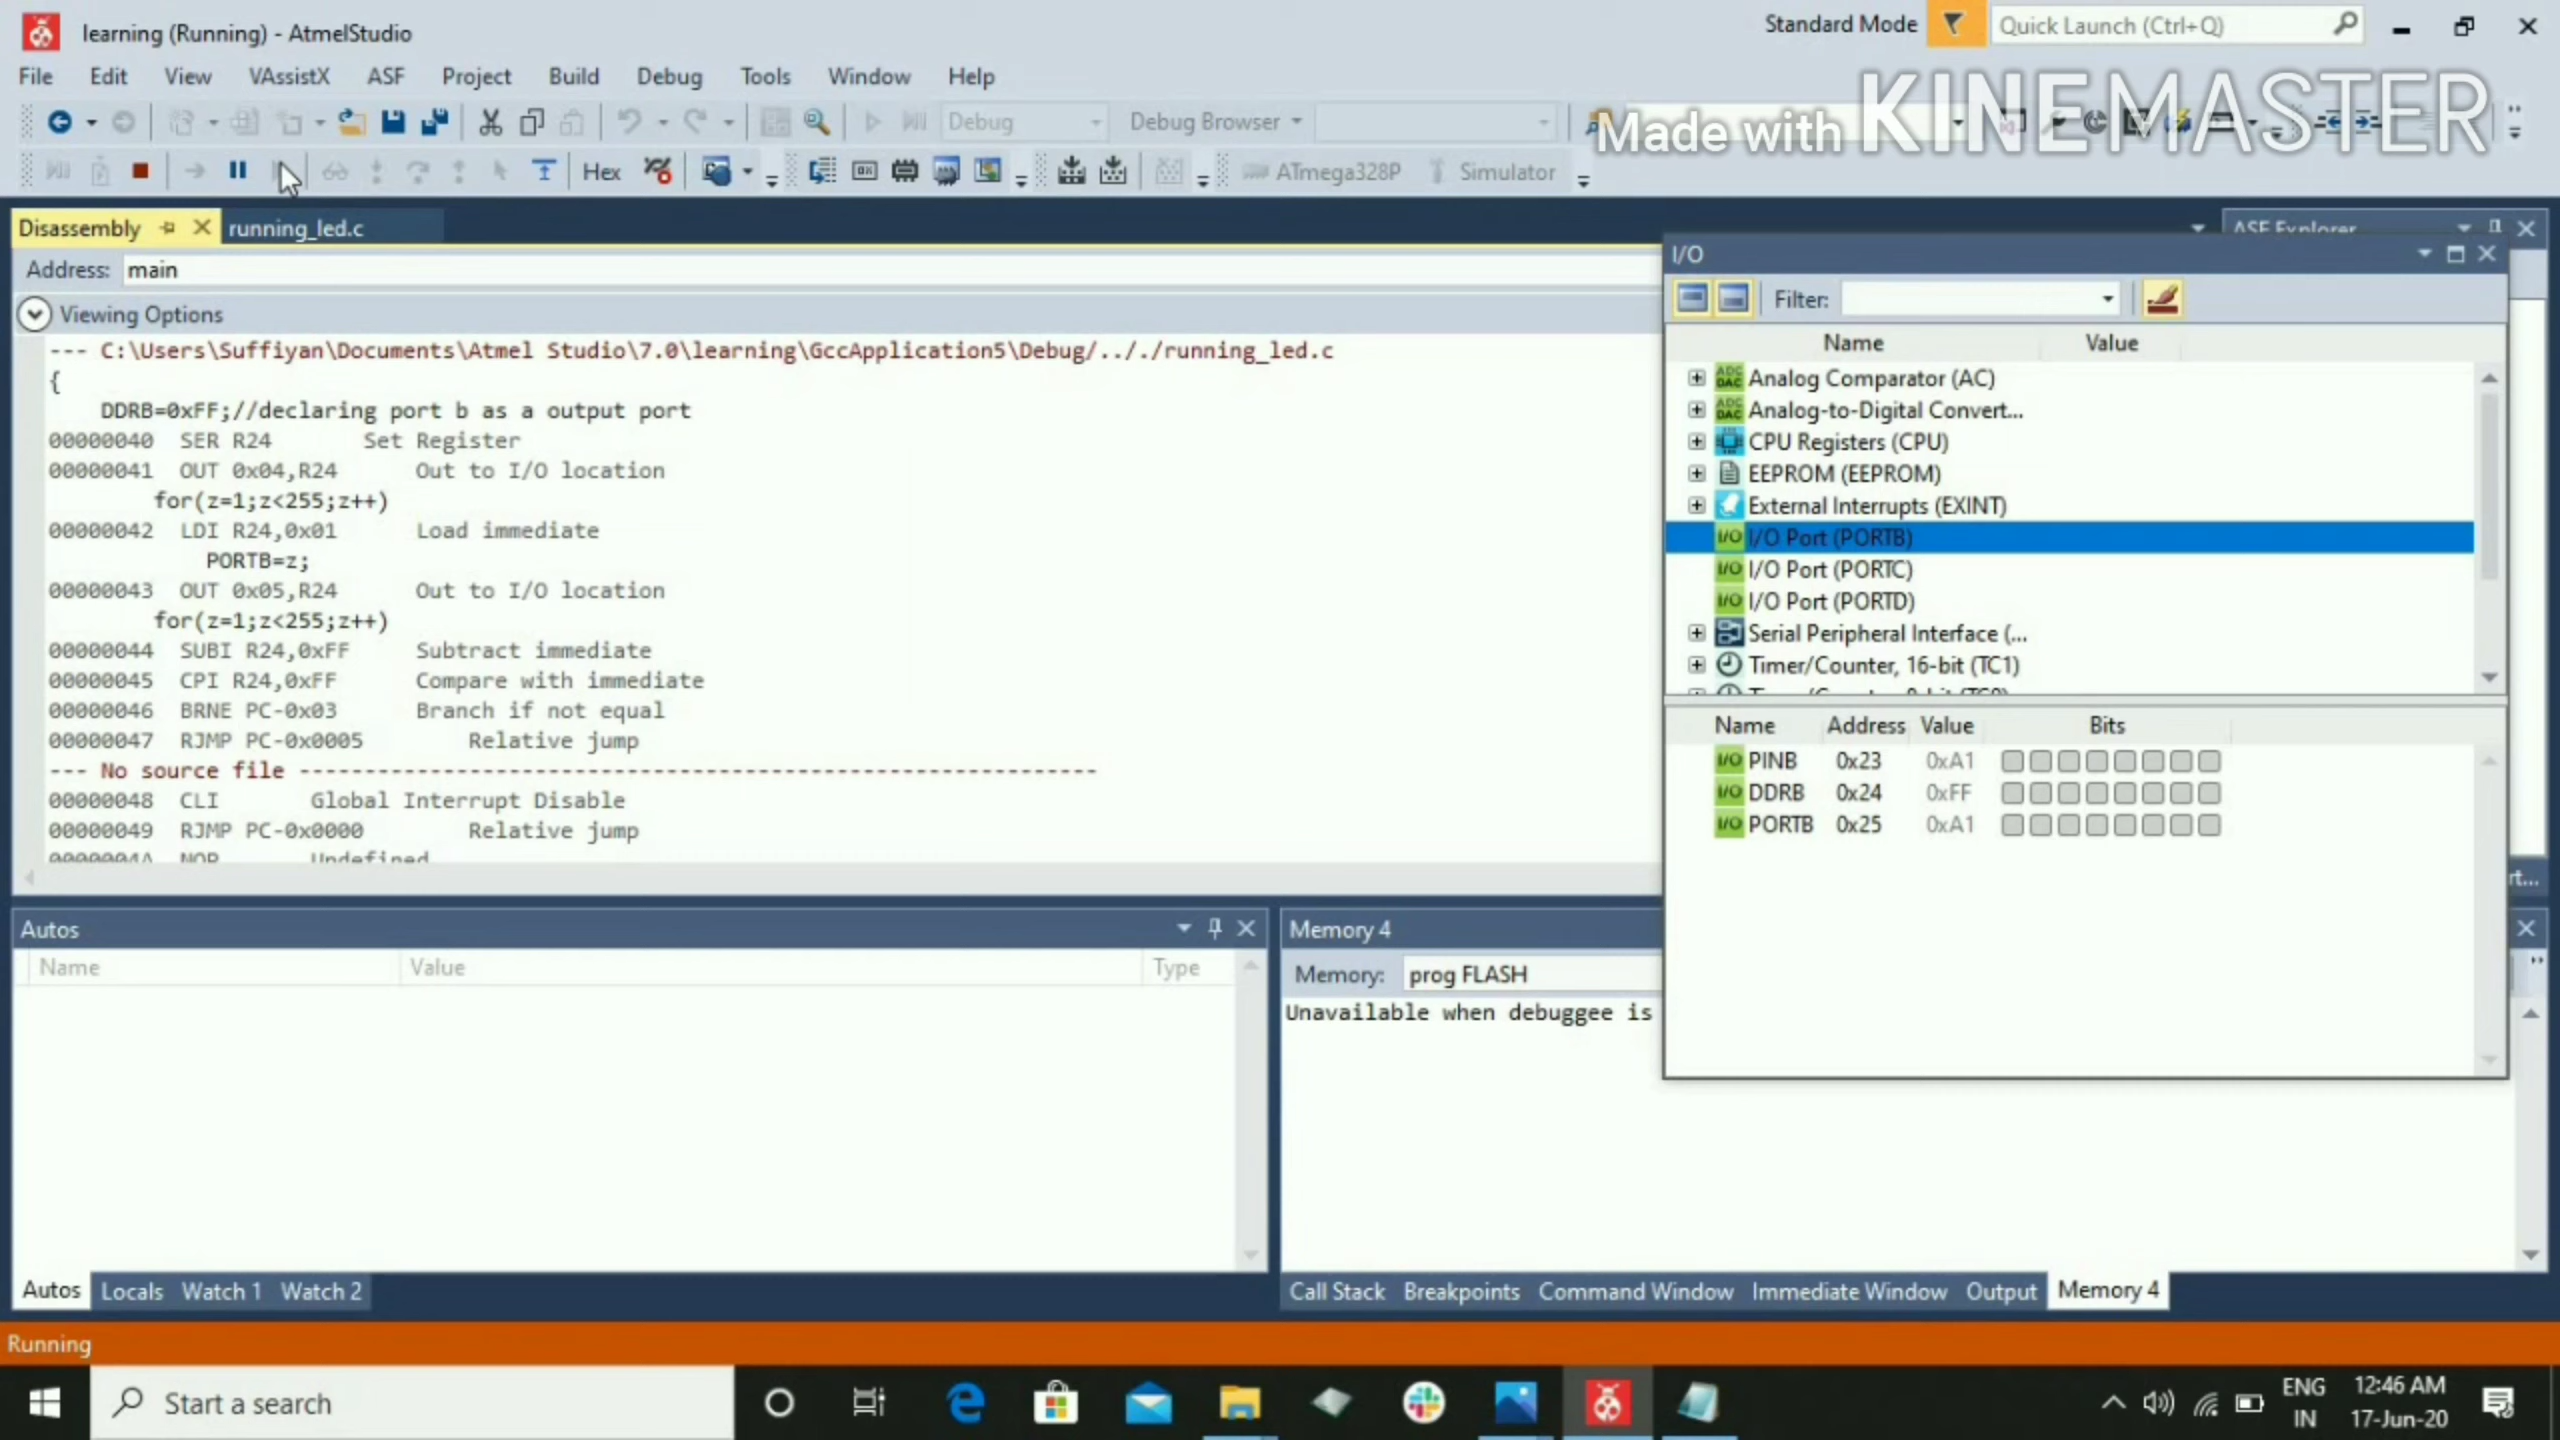 learning (Running) - AtmelStudio
Standard Mode
Quick Launch (Ctrl+Q)
File Edit View VAssistX ASF Project Build Debug Tools Window Help
Made with KINEMASTER
Debug
Debug Browser
Hex
ATmega328P
Simulator
Disassembly
running_led.c
ASF Explorer
Address: main
Viewing Options
--- C:\Users\Suffiyan\Documents\Atmel Studio\7.0\learning\GccApplication5\Debug/.././running_led.c
{
DDRB=0xFF;//declaring port b as a output port
00000040 SER R24 Set Register
00000041 OUT 0x04,R24 Out to I/O location
for(z=1;z<255;z++)
00000042 LDI R24,0x01 Load immediate
PORTB=z;
00000043 OUT 0x05,R24 Out to I/O location
for(z=1;z<255;z++)
00000044 SUBI R24,0xFF Subtract immediate
00000045 CPI R24,0xFF Compare with immediate
00000046 BRNE PC-0x03 Branch if not equal
00000047 RJMP PC-0x0005 Relative jump
--- No source file -------------------------------------------------------------
00000048 CLI Global Interrupt Disable
00000049 RJMP PC-0x0000 Relative jump
0000004A NOP Undefined
I/O
Filter:
Name Value
Analog Comparator (AC)
Analog-to-Digital Convert...
CPU Registers (CPU)
EEPROM (EEPROM)
External Interrupts (EXINT)
I/O Port (PORTB)
I/O Port (PORTC)
I/O Port (PORTD)
Serial Peripheral Interface (...
Timer/Counter, 16-bit (TC1)
Name Address Value Bits
PINB 0x23 0xA1
DDRB 0x24 0xFF
PORTB 0x25 0xA1
rt...
Autos
Name Value Type
Memory 4
Memory: prog FLASH
Unavailable when debuggee is
Autos Locals Watch 1 Watch 2
Call Stack Breakpoints Command Window Immediate Window Output Memory 4
Running
Start a search
ENG
IN
12:46 AM
17-Jun-20